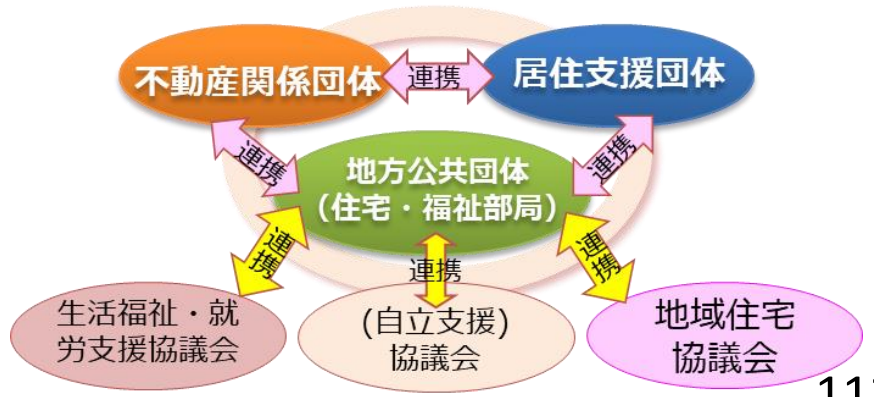 不動産関係団体
連携
居住支援団体
連携
連携
地方公共団体
(住宅・福祉部局)
連携
連携
連携
生活福祉・就
労支援協議会
(自立支援)
協議会
地域住宅
協議会